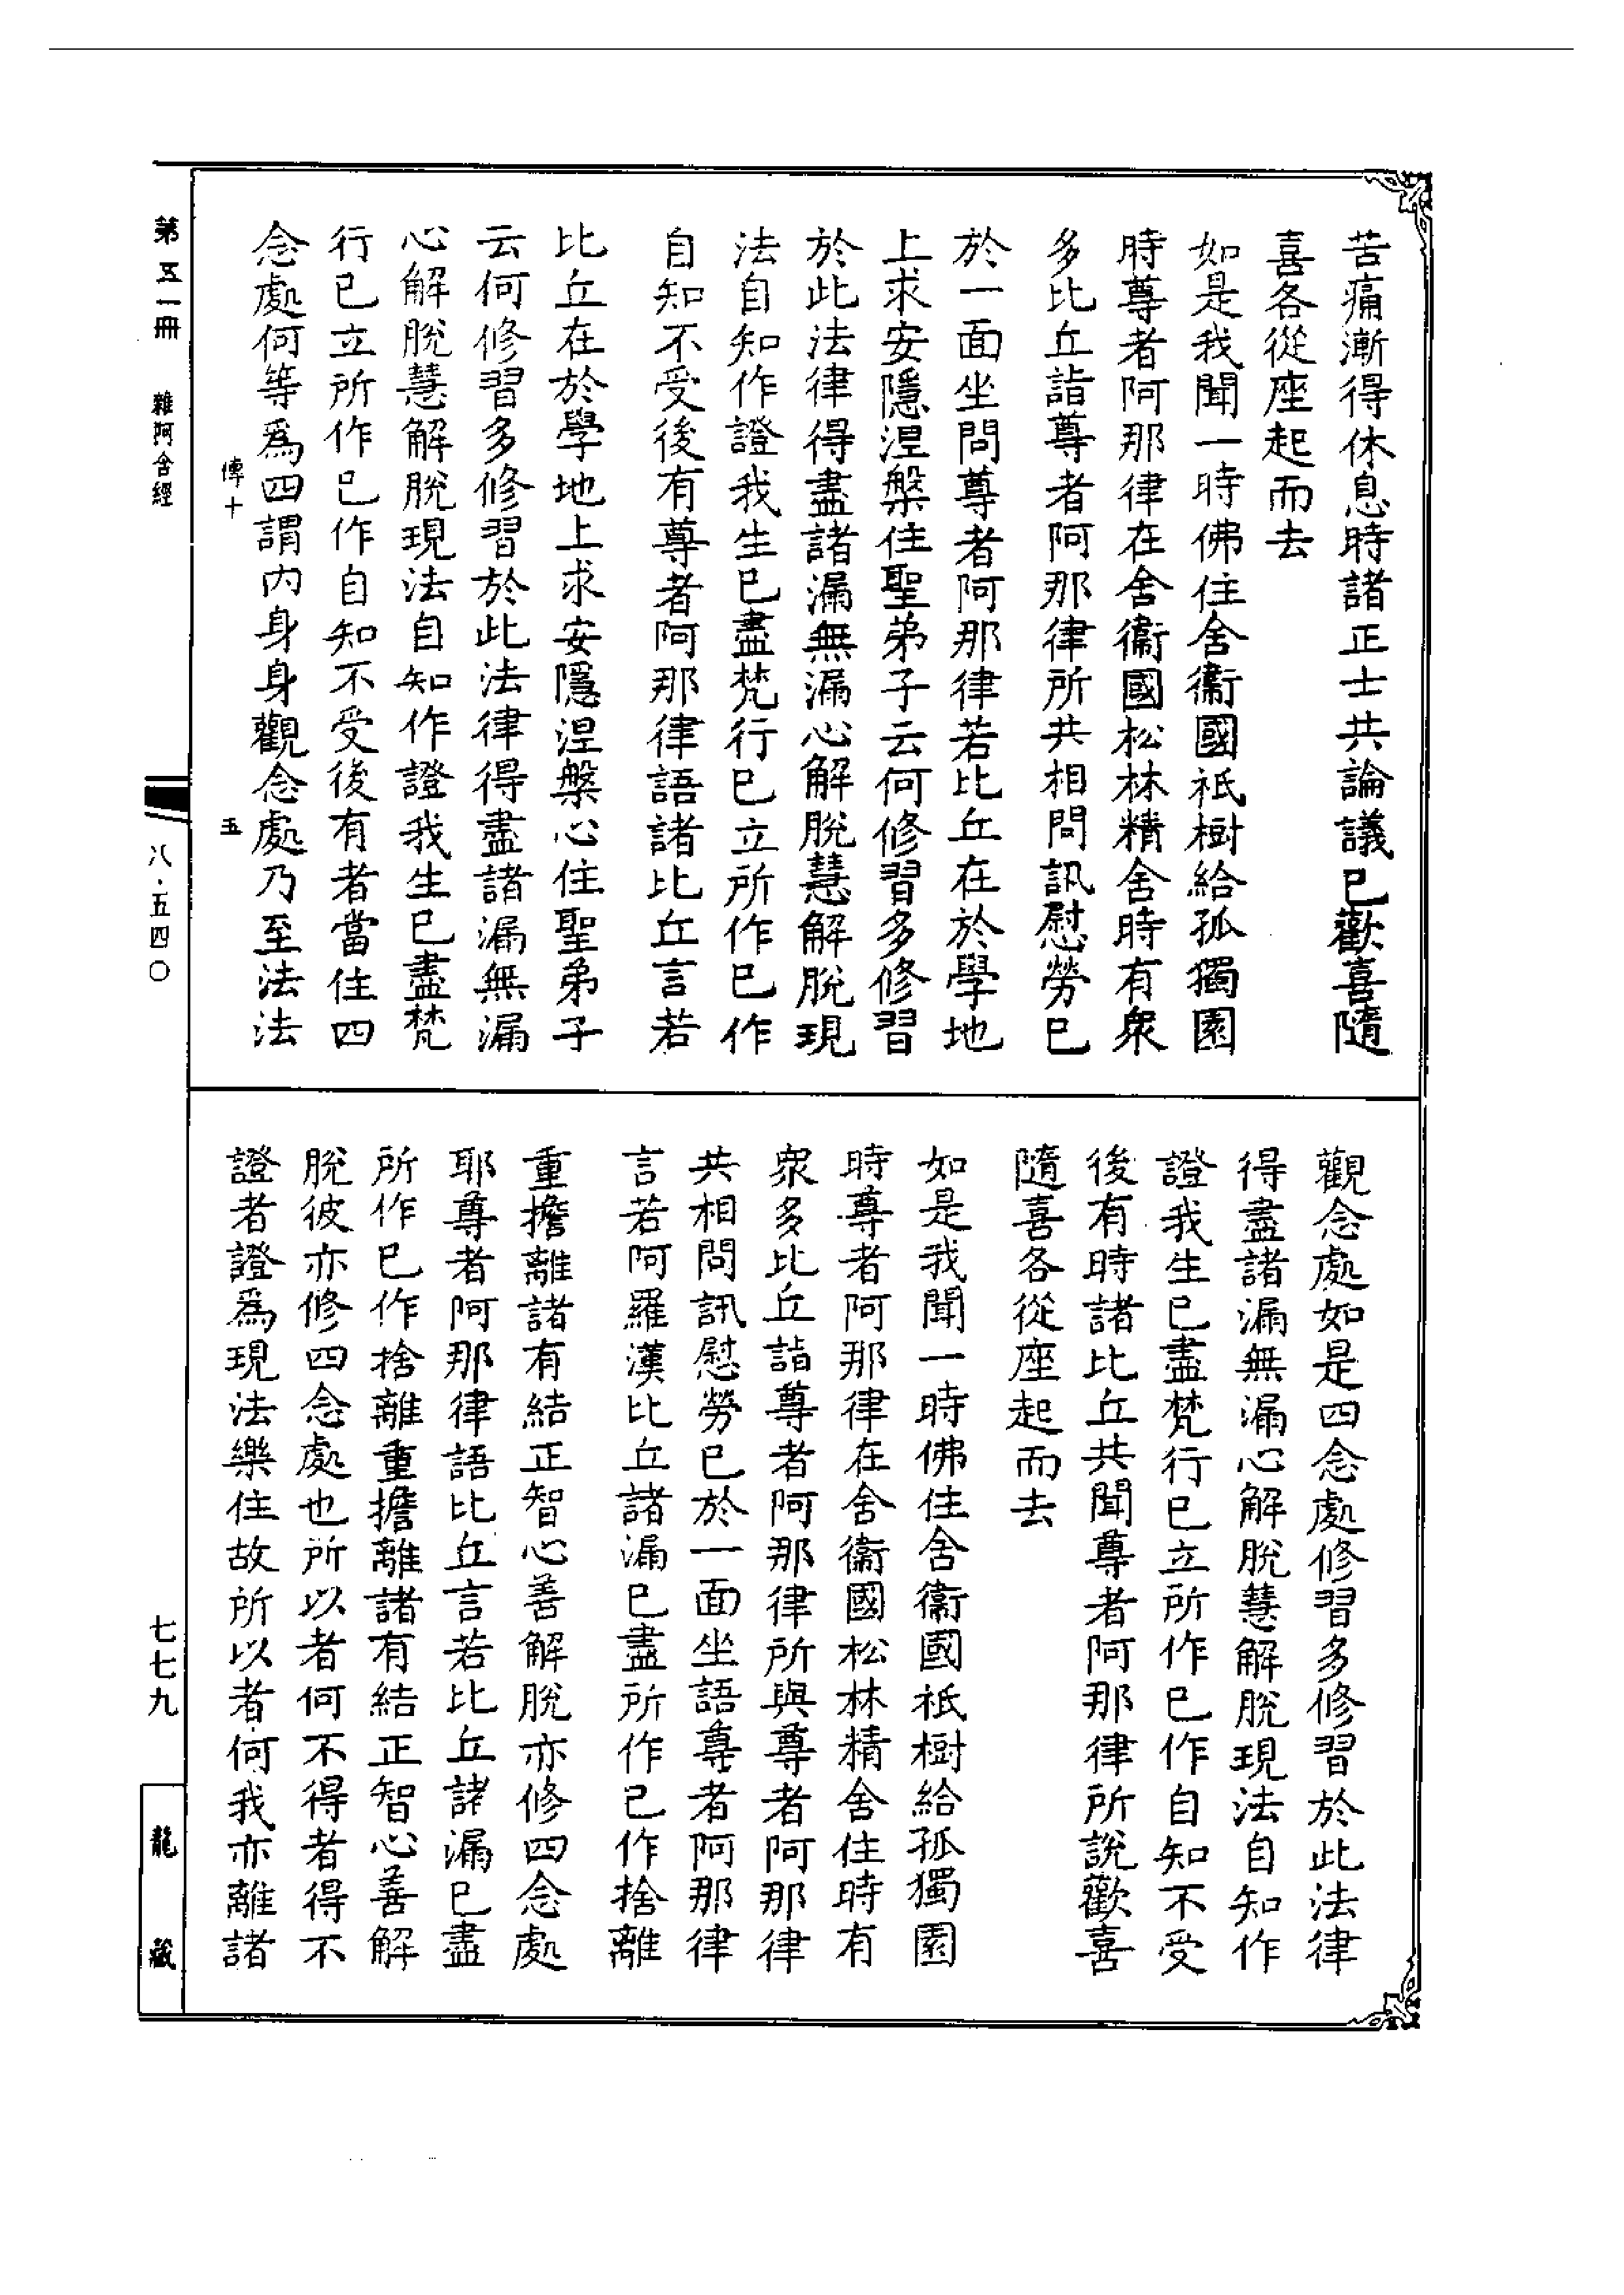 苦痛漸得休息時諸正士共論議已歡喜隨
喜各從座起而去
如是我聞一時佛住舍衞國祇樹給孤獨園
時尊者阿那律在舍衞國松林精舍時有衆
多比丘詣尊者阿那律所共相問訊慰勞已
於一面坐問尊者阿那律若比丘在於學地
上求安隱涅槃住聖弟子云何修習多修習
於此法律得盡諸漏無漏心解脫慧解脫現
法自知作證我生已盡梵行已立所作已作
自知不受後有尊者阿那律語諸比丘言若
比丘在於學地上求安隱涅槃心住聖弟子
云何修習多修習於此法律得盡諸漏無漏
心解脫慧解脫現法自知作證我生已盡梵
行已立所作已作自知不受後有者當住四
念處何等爲四謂內身身觀念處乃至法法
傳十 五
觀念處如是四念處修習多修習於此法律
得盡諸漏無漏心解脫慧解脫現法自知作
證我生已盡梵行已立所作已作自知不受
後有時諸比丘共聞尊者阿那律所說歡喜
隨喜各從座起而去
如是我聞一時佛住舍衞國祇樹給孤獨園
時尊者阿那律在舍衞國松林精舍住時有
衆多比丘詣尊者阿那律所與尊者阿那律
共相問訊慰勞已於一面坐語尊者阿那律
言若阿羅漢比丘諸漏已盡所作已作捨離
重擔離諸有結正智心善解脫亦修四念處
耶尊者阿那律語比丘言若比丘諸漏已盡
所作已作捨離重擔離諸有結正智心善解
脫彼亦修四念處也所以者何不得者得不
證者證爲現法樂住故所以者何我亦離諸
第五一冊 雜阿含經 八·五四〇 七七九 龍藏